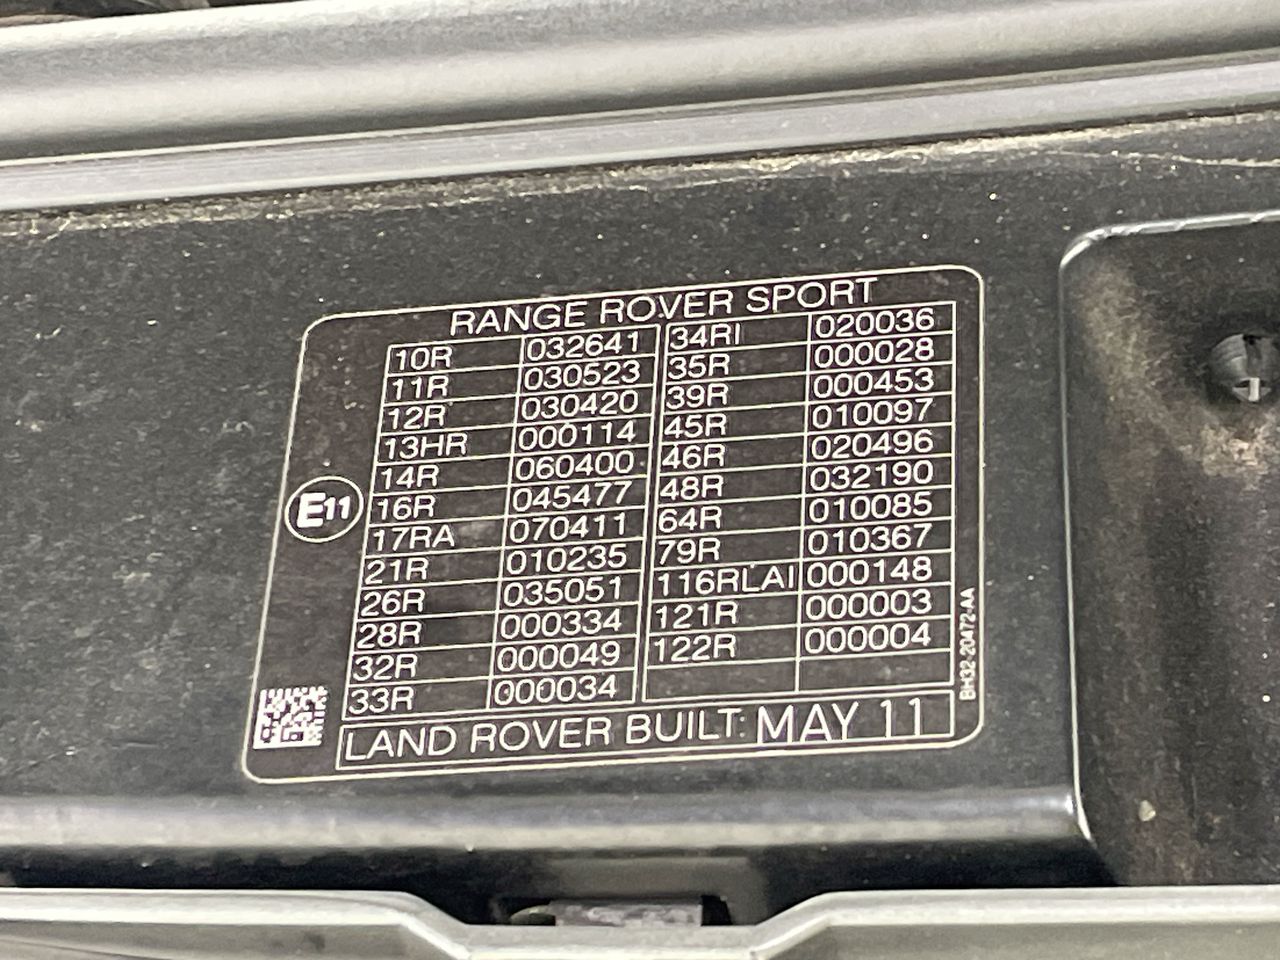 RANGE ROVER SPORT
10R 032641 34RI 020036
11R 030523 35R 000028
12R 030420 39R 000453
13HR 000114 45R 010097
14R 060400 46R 020496
16R 045477 48R 032190
17RA 070411 64R 010085
21R 010235 79R 010367
26R 035051 116RLAI 000148
28R 000334 121R 000003
32R 000049 122R 000004
33R 000034
E11
BH32-20472-AA
LAND ROVER BUILT: MAY 11